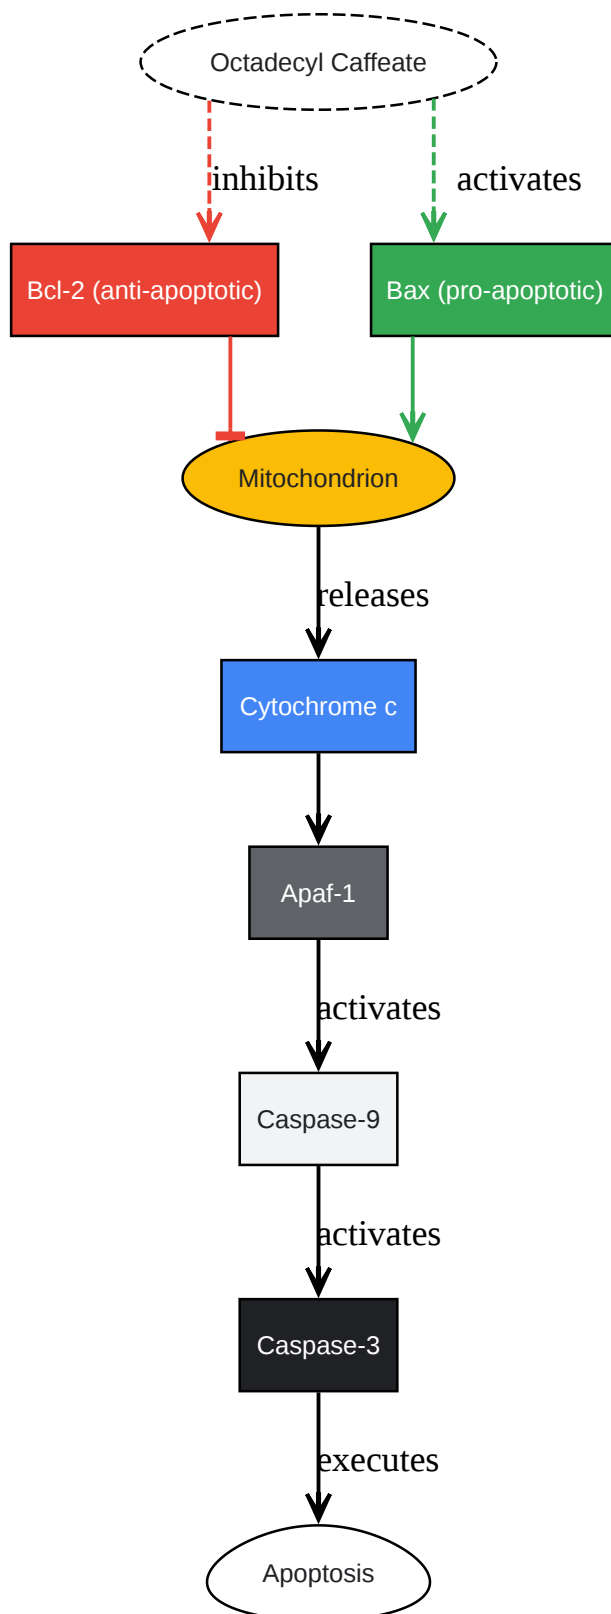 Octadecyl Caffeate
inhibits
activates
Bcl-2 (anti-apoptotic)
Bax (pro-apoptotic)
Mitochondrion
releases
Cytochrome c
Apaf-1
activates
Caspase-9
activates
Caspase-3
executes
Apoptosis